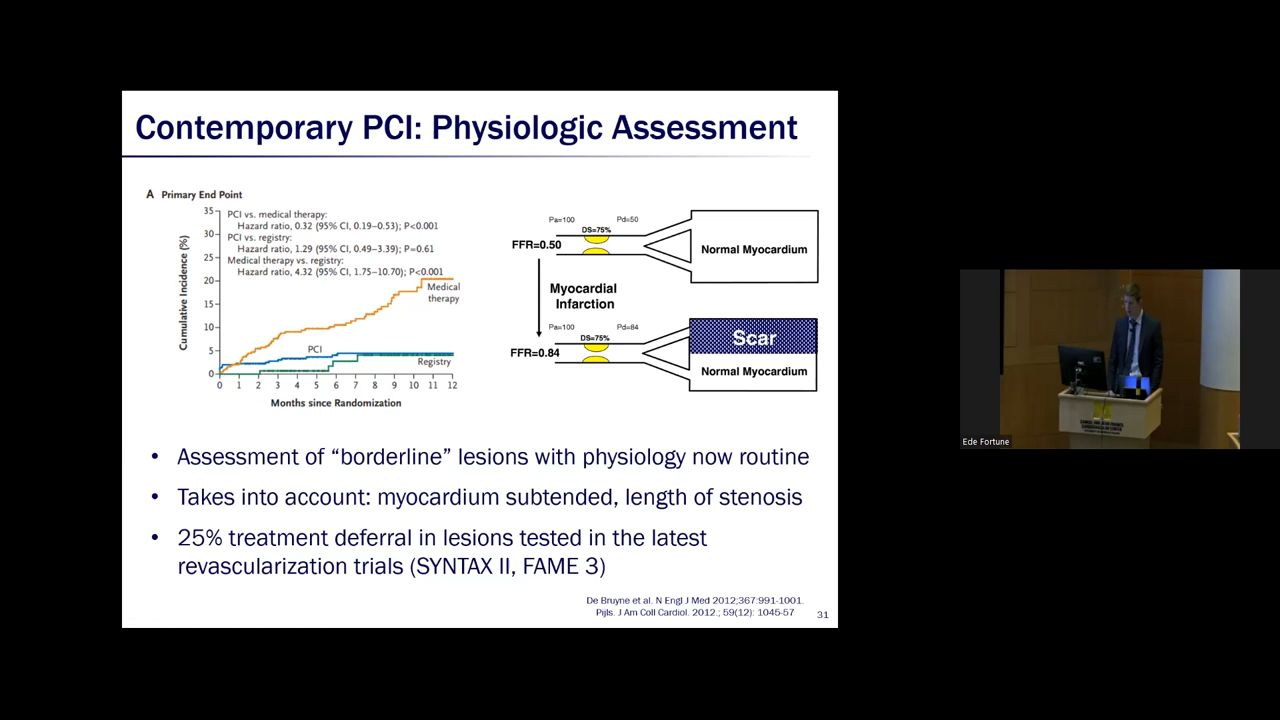 Contemporary PCI: Physiologic Assessment
A Primary End Point
Cumulative Incidence (%)
35
30
25
20
15
10
5
0
PCI vs. medical therapy:
Hazard ratio, 0.32 (95% CI, 0.19–0.53); P<0.001
PCI vs. registry:
Hazard ratio, 1.29 (95% CI, 0.49–3.39); P=0.61
Medical therapy vs. registry:
Hazard ratio, 4.32 (95% CI, 1.75–10.70); P<0.001
Medical
therapy
PCI
Registry
0 1 2 3 4 5 6 7 8 9 10 11 12
Months since Randomization
Pa=100 Pd=50
DS=75%
FFR=0.50
Normal Myocardium
Myocardial
Infarction
Pa=100 Pd=84
DS=75%
FFR=0.84
Scar
Normal Myocardium
• Assessment of “borderline” lesions with physiology now routine
• Takes into account: myocardium subtended, length of stenosis
• 25% treatment deferral in lesions tested in the latest
revascularization trials (SYNTAX II, FAME 3)
De Bruyne et al. N Engl J Med 2012;367:991-1001.
Pijls. J Am Coll Cardiol. 2012.; 59(12): 1045-57
31
Ede Fortune